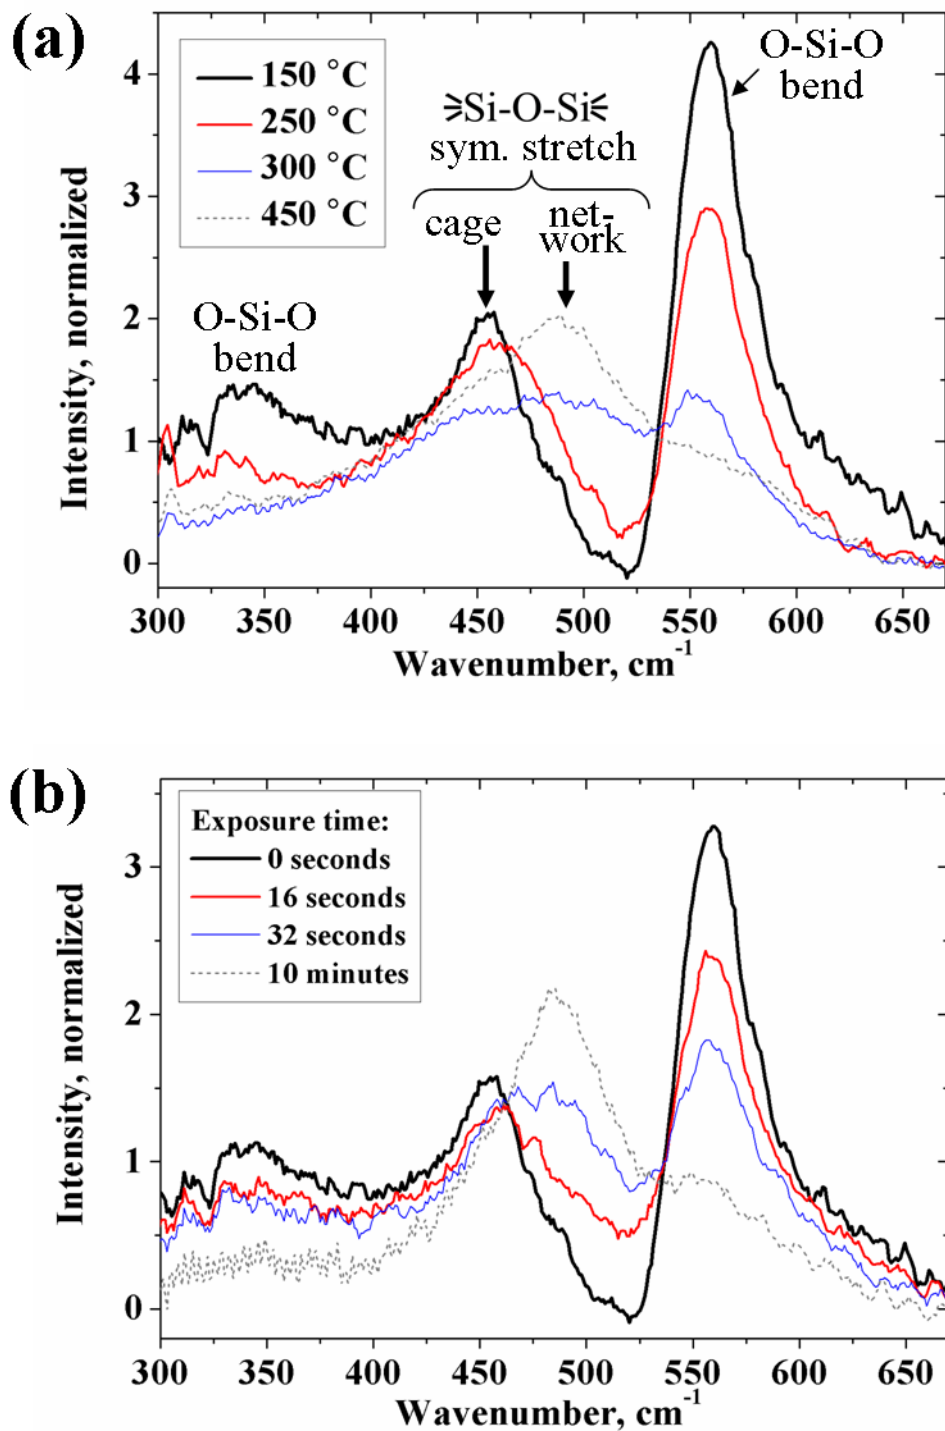 (a)
150 °C
250 °C
300 °C
450 °C
O-Si-O
bend
Si-O-Si
sym. stretch
cage
net-
work
O-Si-O
bend
Intensity, normalized
4
3
2
1
0
300 350 400 450 500 550 600 650
Wavenumber, cm-1
(b)
Exposure time:
0 seconds
16 seconds
32 seconds
10 minutes
Intensity, normalized
3
2
1
0
300 350 400 450 500 550 600 650
Wavenumber, cm-1